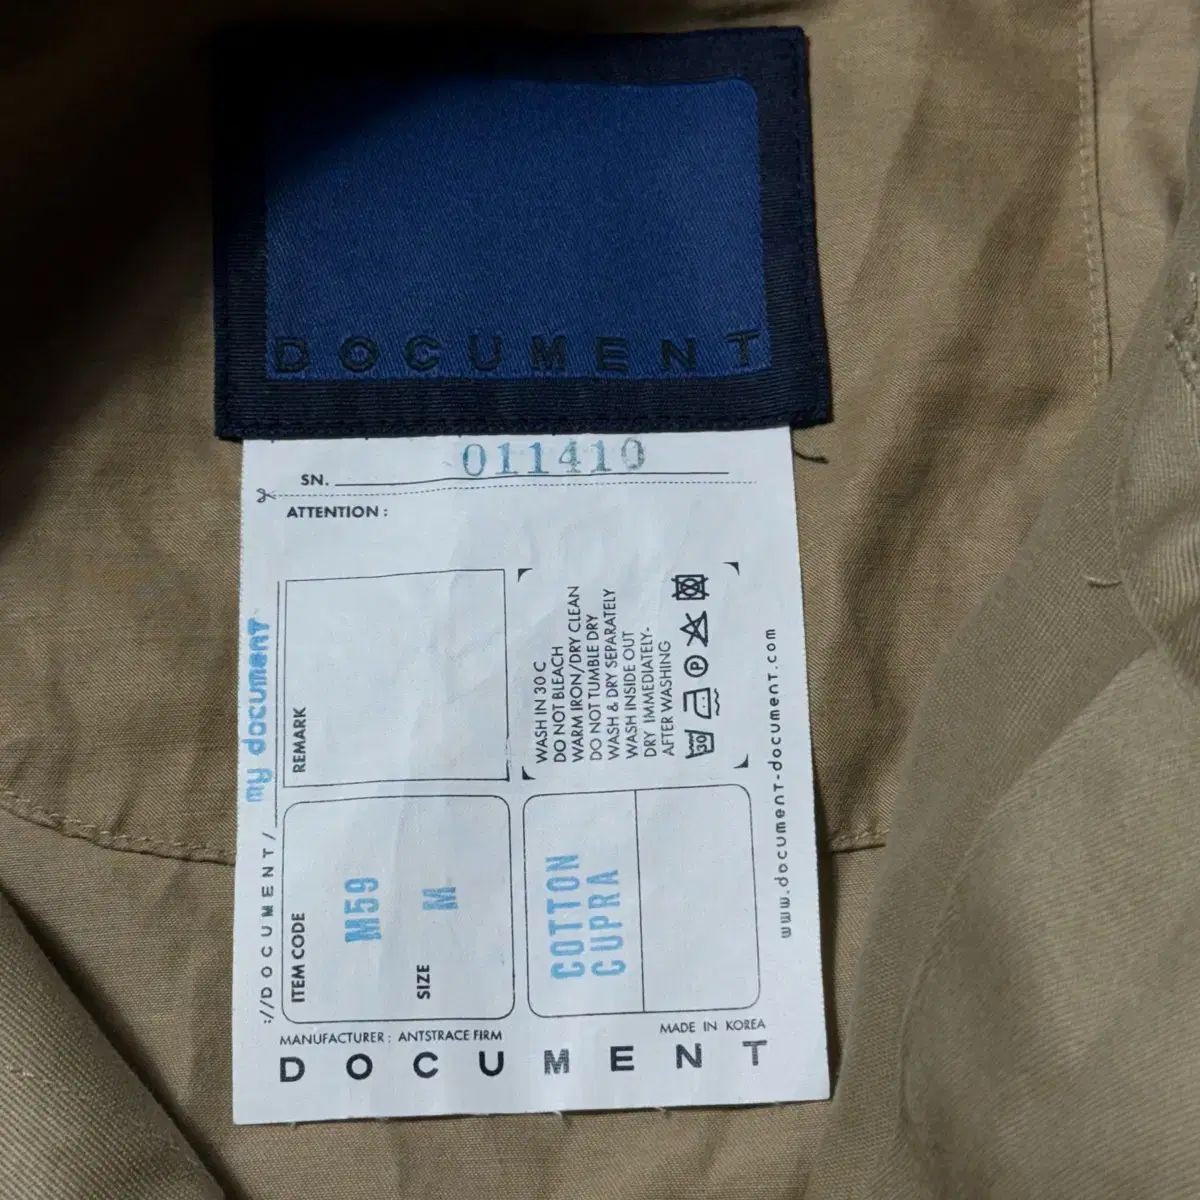 DOCUMENT
SN. 011410
ATTENTION :
my document
://DOCUMENT/
REMARK
WASH IN 30 C
DO NOT BLEACH
WARM IRON/DRY CLEAN
DO NOT TUMBLE DRY
WASH & DRY SEPARATELY
WASH INSIDE OUT
DRY IMMEDIATELY-
AFTER WASHING
30
P
www.document-document.com
ITEM CODE
M59
SIZE
M
COTTON
CUPRA
MANUFACTURER : ANTSTRACE FIRM
MADE IN KOREA
DOCUMENT